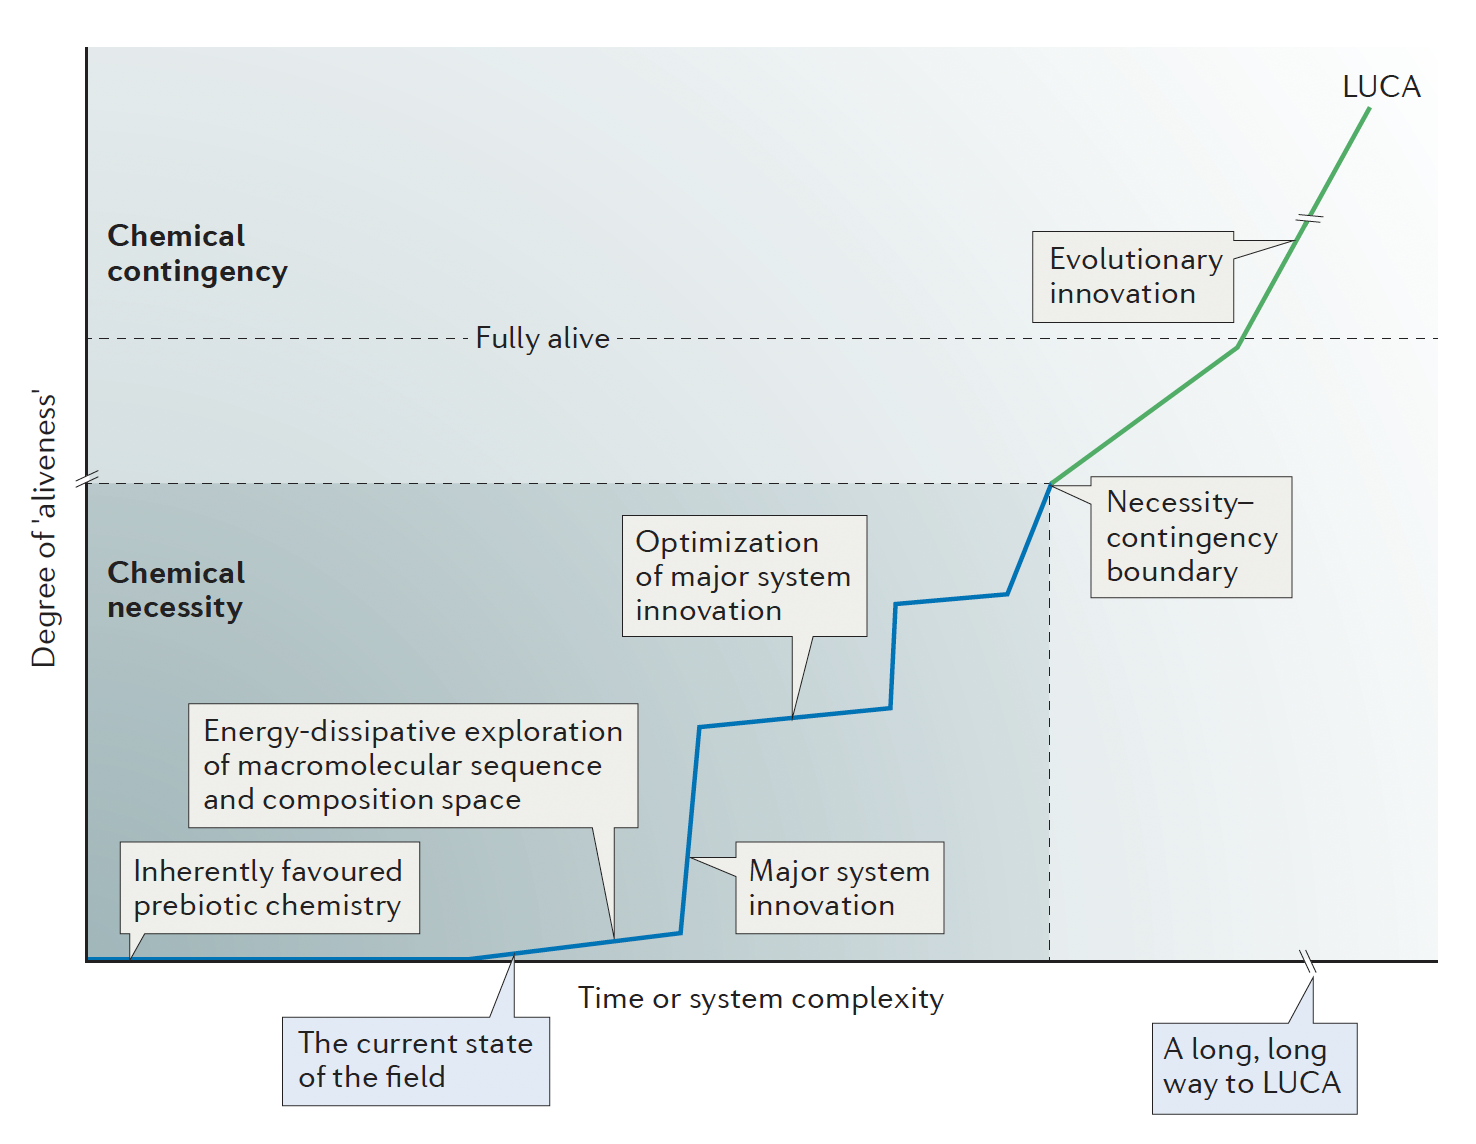 LUCA
Chemical
contingency
Evolutionary
innovation
Fully alive
Degree of 'aliveness'
Necessity–
contingency
boundary
Chemical
necessity
Optimization
of major system
innovation
Energy-dissipative exploration
of macromolecular sequence
and composition space
Inherently favoured
prebiotic chemistry
Major system
innovation
Time or system complexity
The current state
of the field
A long, long
way to LUCA